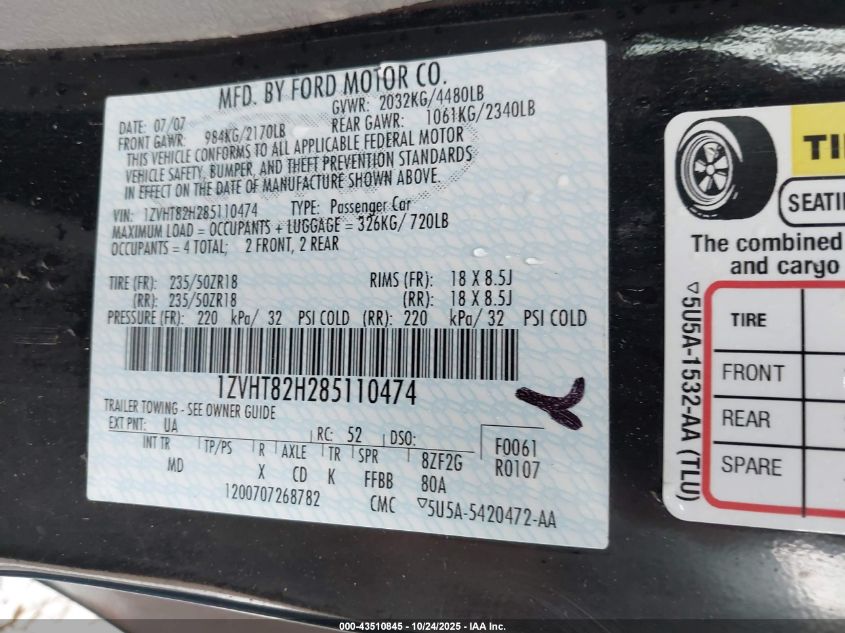 MFD. BY FORD MOTOR CO.
DATE: 07/07 GVWR: 2032KG/4480LB
FRONT GAWR: 984KG/2170LB REAR GAWR: 1061KG/2340LB
THIS VEHICLE CONFORMS TO ALL APPLICABLE FEDERAL MOTOR
VEHICLE SAFETY, BUMPER, AND THEFT PREVENTION STANDARDS
IN EFFECT ON THE DATE OF MANUFACTURE SHOWN ABOVE.
VIN: 1ZVHT82H285110474 TYPE: Passenger Car
MAXIMUM LOAD = OCCUPANTS + LUGGAGE = 326KG/ 720LB
OCCUPANTS = 4 TOTAL; 2 FRONT, 2 REAR
TIRE (FR): 235/50ZR18 RIMS (FR): 18 X 8.5J
(RR): 235/50ZR18 (RR): 18 X 8.5J
PRESSURE (FR): 220 kPa/ 32 PSI COLD (RR): 220 kPa/ 32 PSI COLD
1ZVHT82H285110474
TRAILER TOWING - SEE OWNER GUIDE
EXT PNT: UA RC: 52 DSO: F0061
INT TR TP/PS R AXLE TR SPR 8ZF2G R0107
MD X CD K FFBB 80A
1200707268782 CMC 5U5A-5420472-AA
SEATI
The combined
and cargo
TIRE
FRONT
REAR
SPARE
5U5A-1532-AA (TLU)
000-43510845 - 10/24/2025 - IAA Inc.